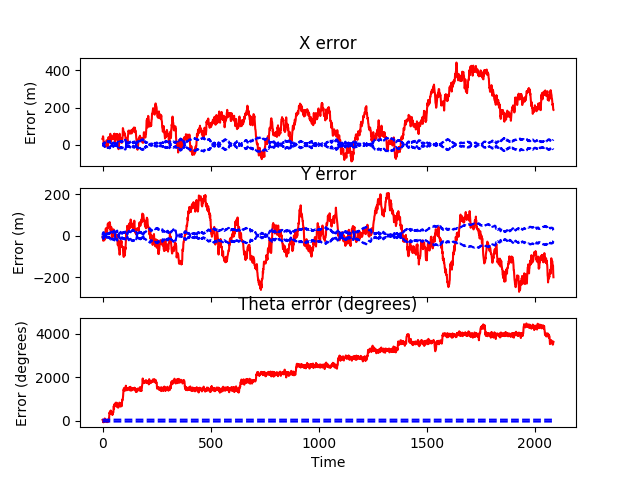 X error
400
200
0
Error (m)
Y error
200
0
−200
Error (m)
Theta error (degrees)
4000
2000
0
Error (degrees)
0 500 1000 1500 2000
Time